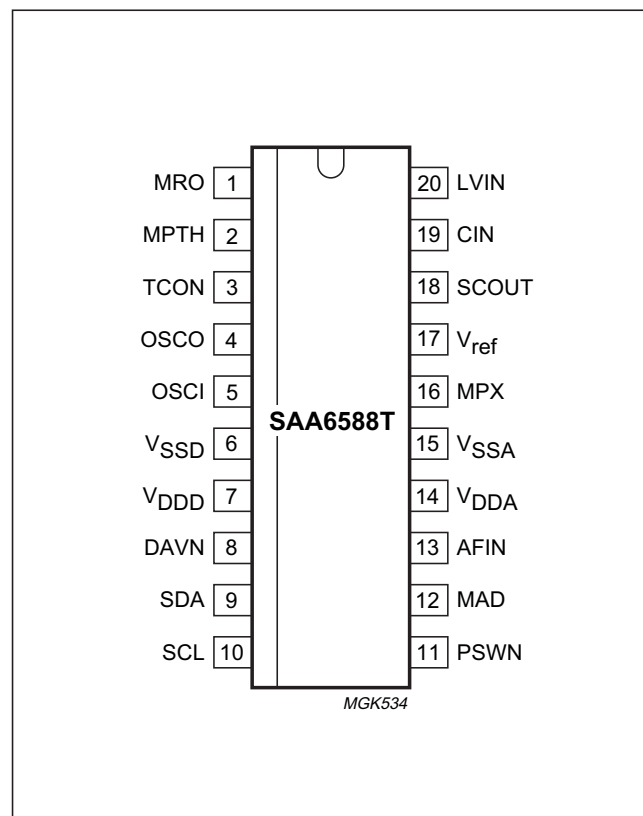 MRO 1
MPTH 2
TCON 3
OSCO 4
OSCI 5
VSSD 6
VDDD 7
DAVN 8
SDA 9
SCL 10
SAA6588T
20 LVIN
19 CIN
18 SCOUT
17 Vref
16 MPX
15 VSSA
14 VDDA
13 AFIN
12 MAD
11 PSWN
MGK534